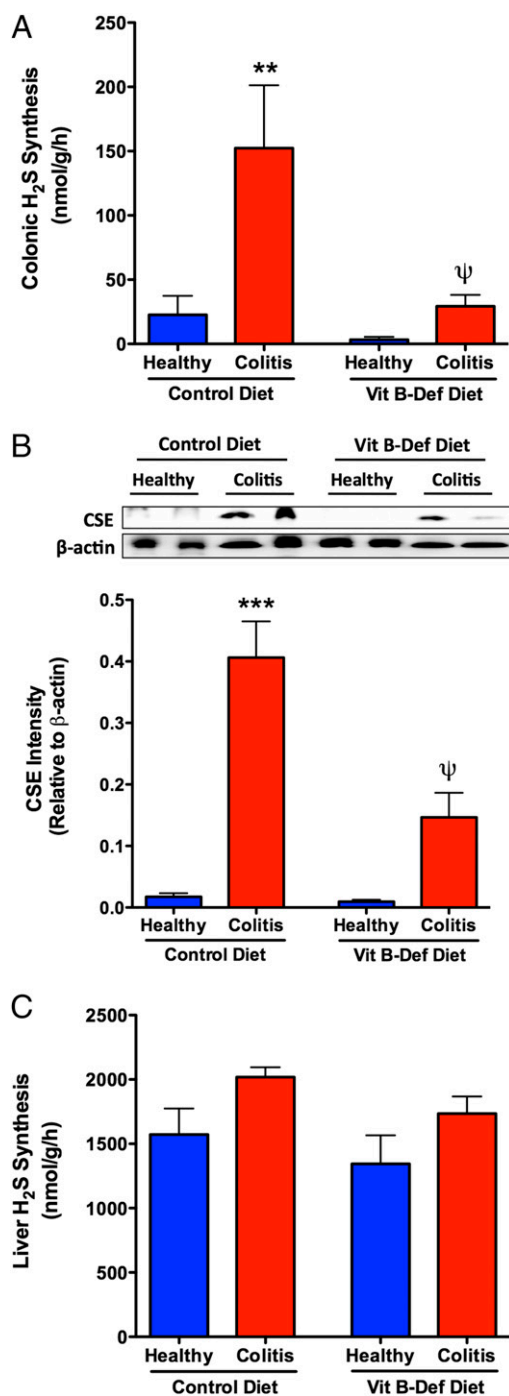 A
Colonic H₂S Synthesis
(nmol/g/h)
250
200
150
100
50
0
**
ψ
Healthy Colitis Healthy Colitis
Control Diet Vit B-Def Diet
B
Control Diet Vit B-Def Diet
Healthy Colitis Healthy Colitis
CSE
β-actin
CSE Intensity
(Relative to β-actin)
0.5
0.4
0.3
0.2
0.1
0.0
***
ψ
Healthy Colitis Healthy Colitis
Control Diet Vit B-Def Diet
C
Liver H₂S Synthesis
(nmol/g/h)
2500
2000
1500
1000
500
0
Healthy Colitis Healthy Colitis
Control Diet Vit B-Def Diet